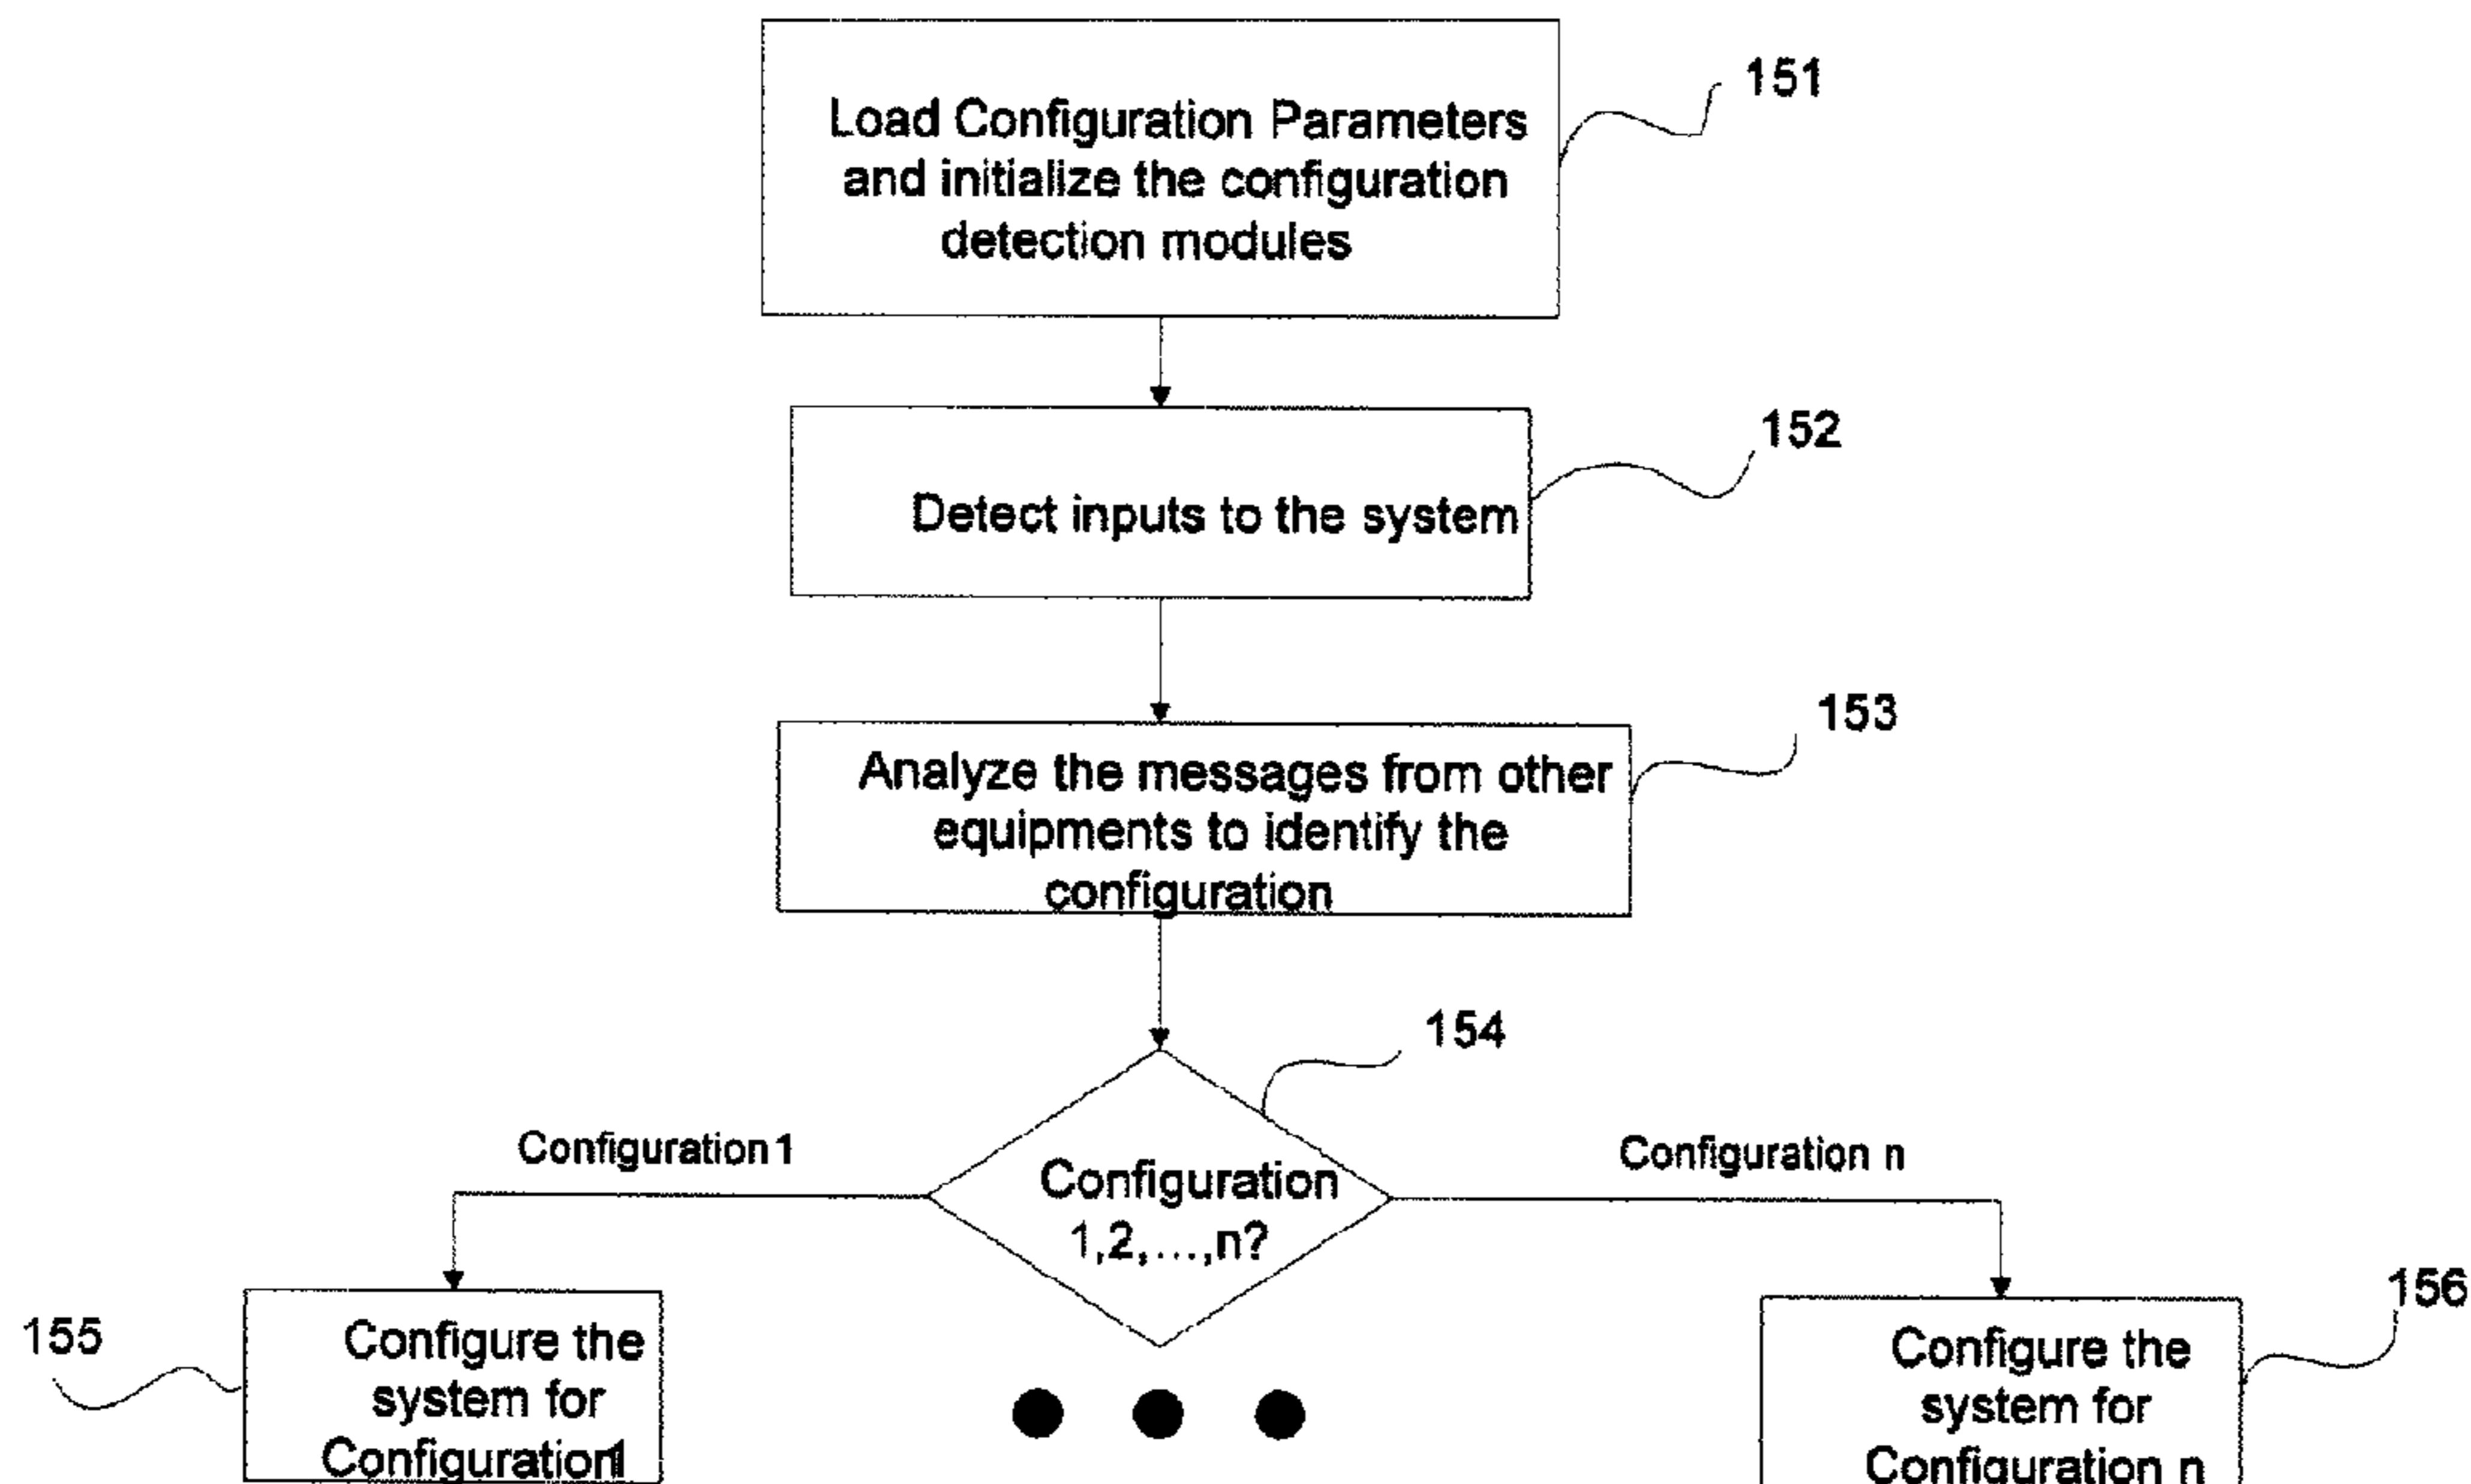 151
Load Configuration Parameters
and initialize the configuration
detection modules
152
Detect inputs to the system
153
Analyze the messages from other
equipments to identify the
configuration
154
Configuration1
Configuration n
Configuration
1,2,...,n?
155
Configure the
system for
Configuration1
156
Configure the
system for
Configuration n